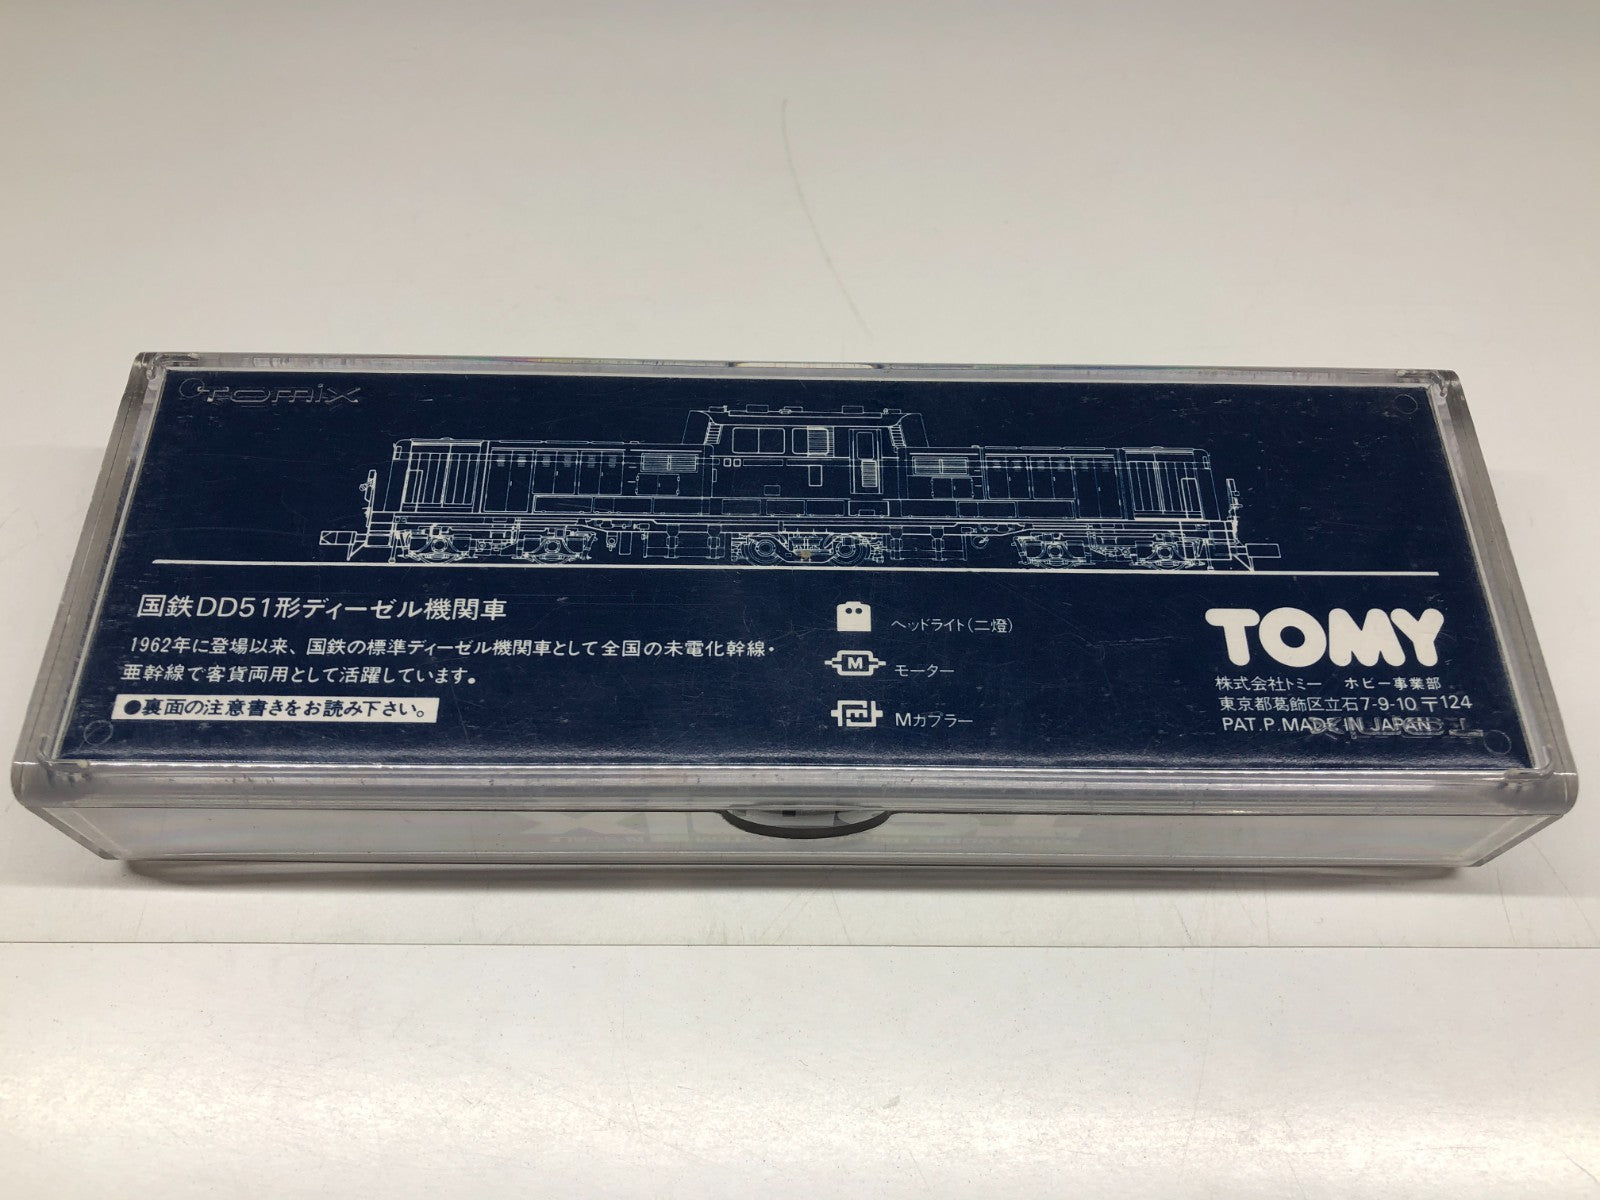 TOMIX
国鉄DD51形ディーゼル機関車
1962年に登場以来、国鉄の標準ディーゼル機関車として全国の未電化幹線・
亜幹線で客貨両用として活躍しています。
●裏面の注意書きをお読み下さい。
ヘッドライト(二燈)
M モーター
Mカプラー
TOMY
株式会社トミー ホビー事業部
東京都葛飾区立石7-9-10 〒124
PAT.P. MADE IN JAPAN
TOMIX